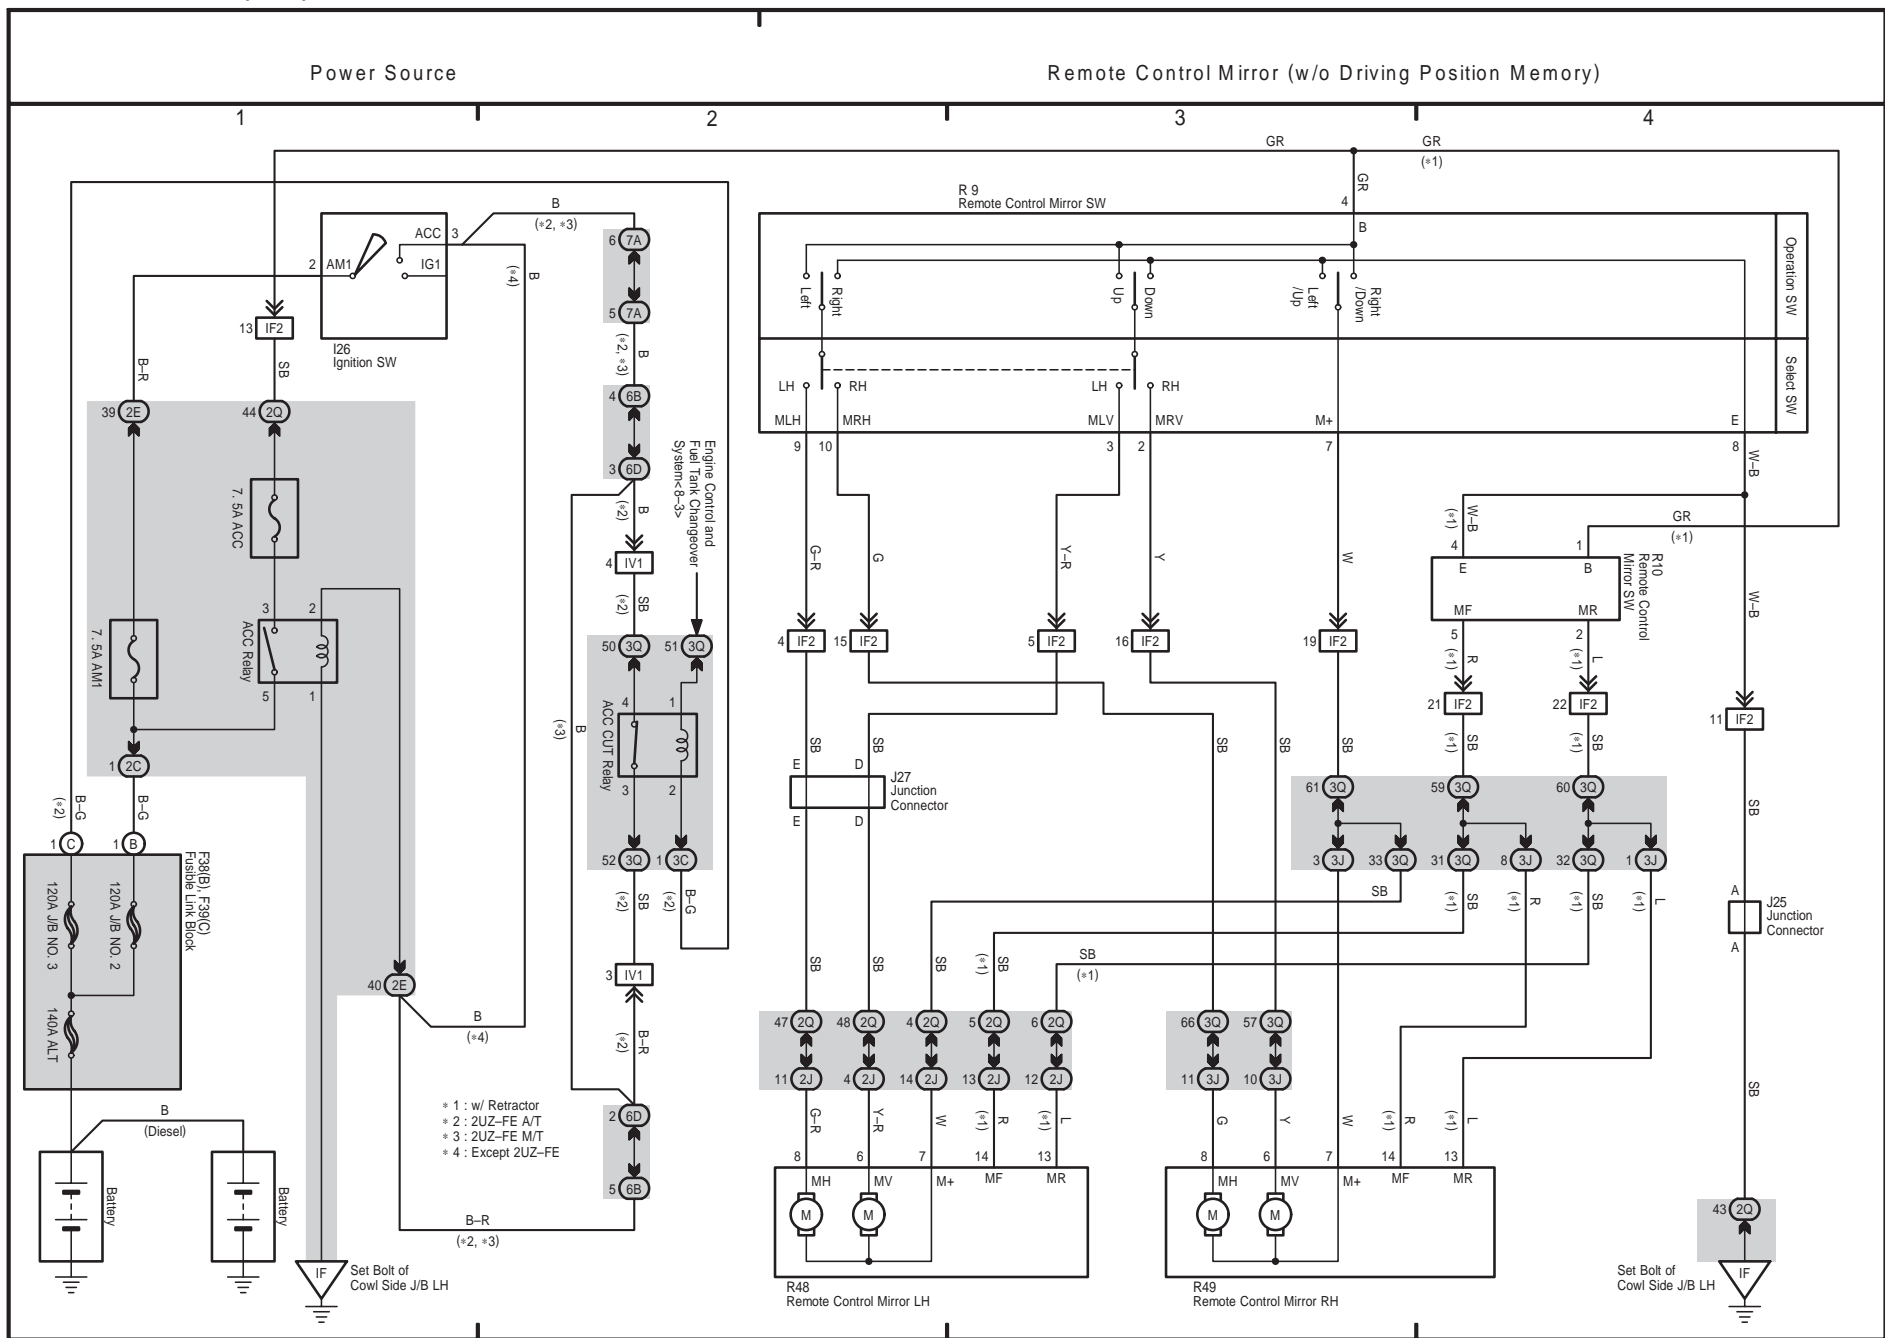 Power Source
Remote Control Mirror (w/o Driving Position Memory)
1
2
3
4
GR
GR
(∗1)
GR
4
R 9
Remote Control Mirror SW
B
Operation SW
Select SW
Left
Right
Up
Down
Left
/Up
Right
/Down
LH
RH
LH
RH
MLH
MRH
MLV
MRV
M+
E
9
10
3
2
7
8
B
(∗2, ∗3)
ACC
3
2
AM1
IG1
I26
Ignition SW
B
(∗4)
13
IF2
B–R
SB
39
2E
44
2Q
7. 5A ACC
7. 5A AM1
3
2
5
1
ACC Relay
1
2C
B–G
(∗2)
B–G
1
C
1
B
F38(B), F39(C)
Fusible Link Block
120A J/B NO. 3
120A J/B NO. 2
140A ALT
B
(Diesel)
Battery
Battery
40
2E
B
(∗4)
B–R
(∗2, ∗3)
IF
Set Bolt of
Cowl Side J/B LH
∗ 1 : w/ Retractor
∗ 2 : 2UZ–FE A/T
∗ 3 : 2UZ–FE M/T
∗ 4 : Except 2UZ–FE
6
7A
5
7A
B
(∗2, ∗3)
4
6B
3
6D
B
(∗2)
4
IV1
SB
(∗2)
Engine Control and
Fuel Tank Changeover
System<8–3>
50
3Q
51
3Q
4
1
3
2
ACC CUT Relay
52
3Q
1
3C
SB
(∗2)
B–G
(∗2)
B
(∗3)
3
IV1
B–R
(∗2)
2
6D
5
6B
G–R
G
Y–R
Y
W
4
IF2
15
IF2
5
IF2
16
IF2
19
IF2
SB
SB
SB
SB
SB
E
D
E
D
J27
Junction
Connector
W–B
W–B
(∗1)
GR
(∗1)
4
1
E
B
MF
MR
R10
Remote Control
Mirror SW
5
2
R
(∗1)
L
(∗1)
21
IF2
22
IF2
SB
(∗1)
SB
(∗1)
W–B
11
IF2
SB
61
3Q
59
3Q
60
3Q
3
3J
33
3Q
31
3Q
8
3J
32
3Q
1
3J
SB
SB
(∗1)
R
SB
(∗1)
L
(∗1)
A
A
J25
Junction
Connector
SB
SB
SB
SB
SB
(∗1)
SB
(∗1)
47
2Q
48
2Q
4
2Q
5
2Q
6
2Q
11
2J
4
2J
14
2J
13
2J
12
2J
G–R
Y–R
W
R
(∗1)
L
(∗1)
8
6
7
14
13
MH
MV
M+
MF
MR
M
M
R48
Remote Control Mirror LH
66
3Q
57
3Q
11
3J
10
3J
G
Y
W
R
(∗1)
L
(∗1)
8
6
7
14
13
MH
MV
M+
MF
MR
M
M
R49
Remote Control Mirror RH
43
2Q
Set Bolt of
Cowl Side J/B LH
IF